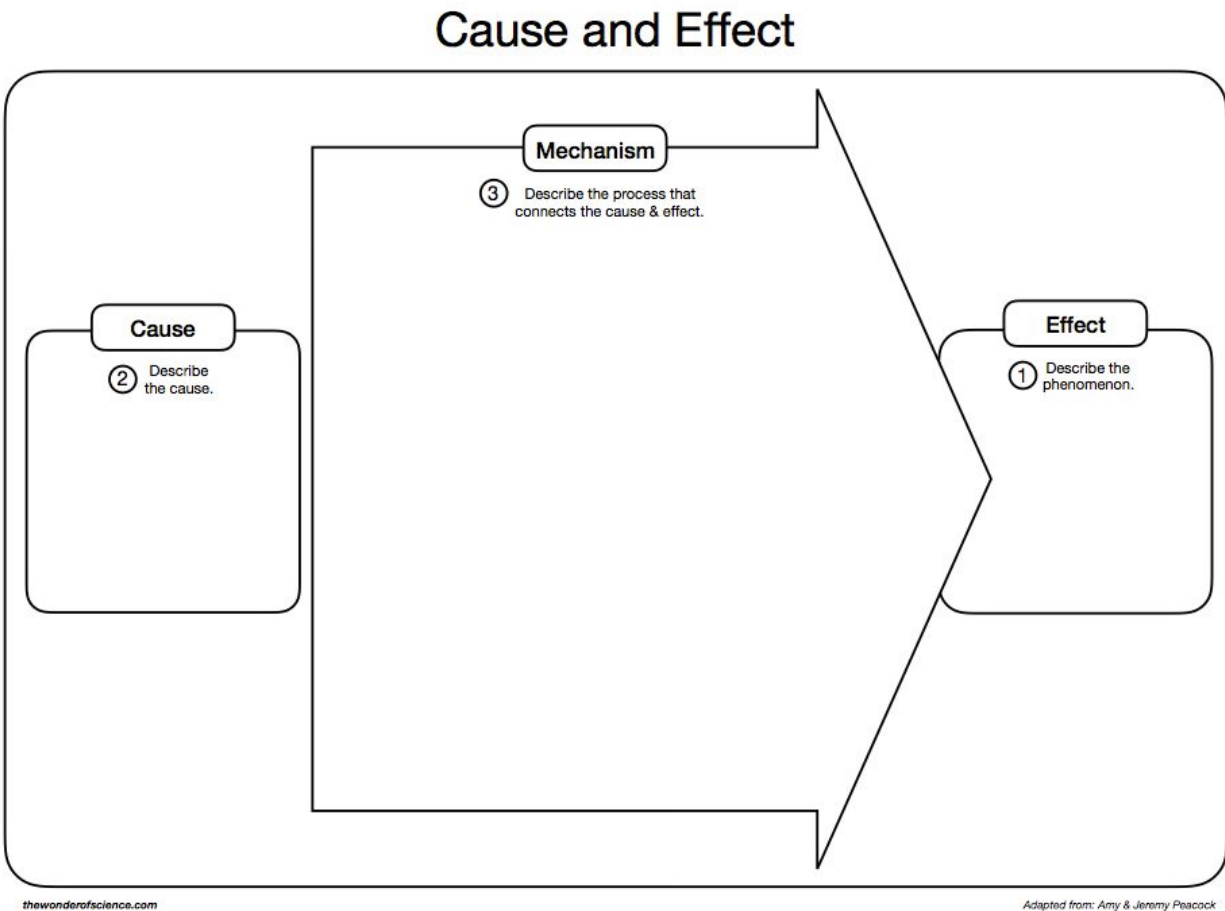 Cause and Effect
Mechanism
3 Describe the process that
connects the cause & effect.
Cause
2 Describe
the cause.
Effect
1 Describe the
phenomenon.
thewonderofscience.com
Adapted from: Amy & Jeremy Peacock